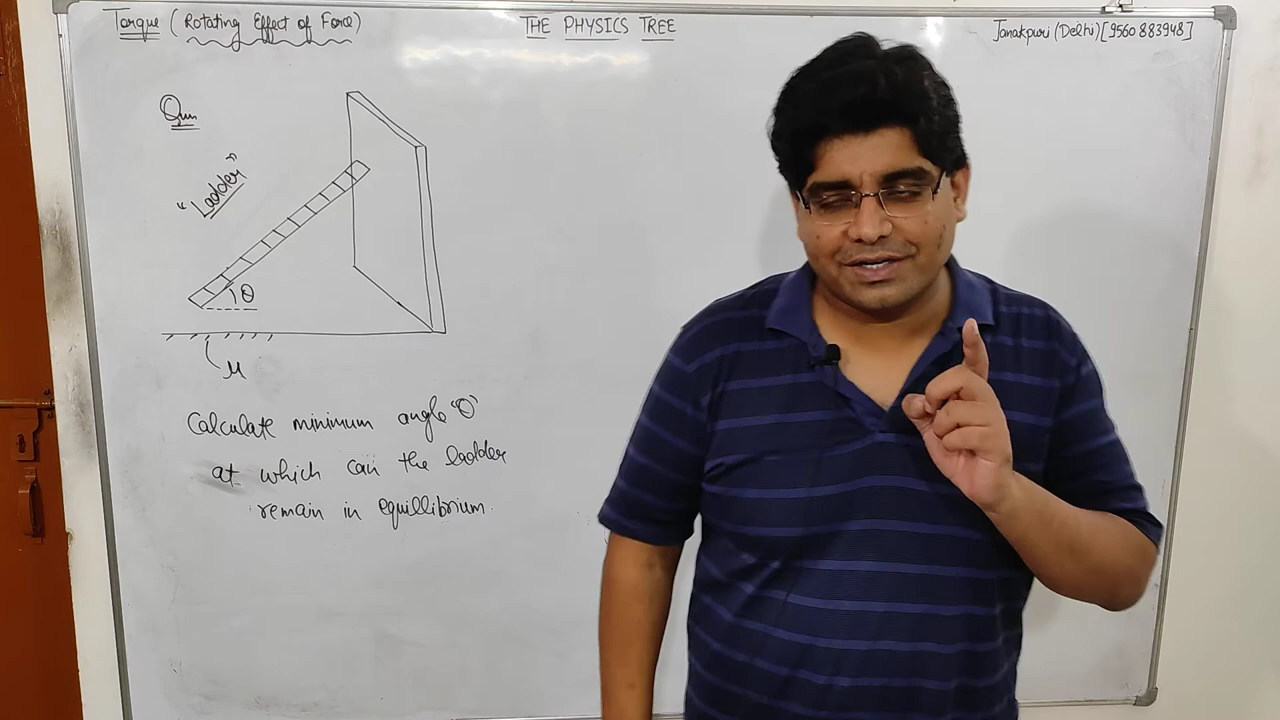 Torque (Rotating Effect of Force)
THE PHYSICS TREE
Janakpuri (Delhi) [9560 883948]
Qun
"Ladder"
θ
μ
Calculate minimum angle "θ"
at which can the ladder
remain in equillibrium.